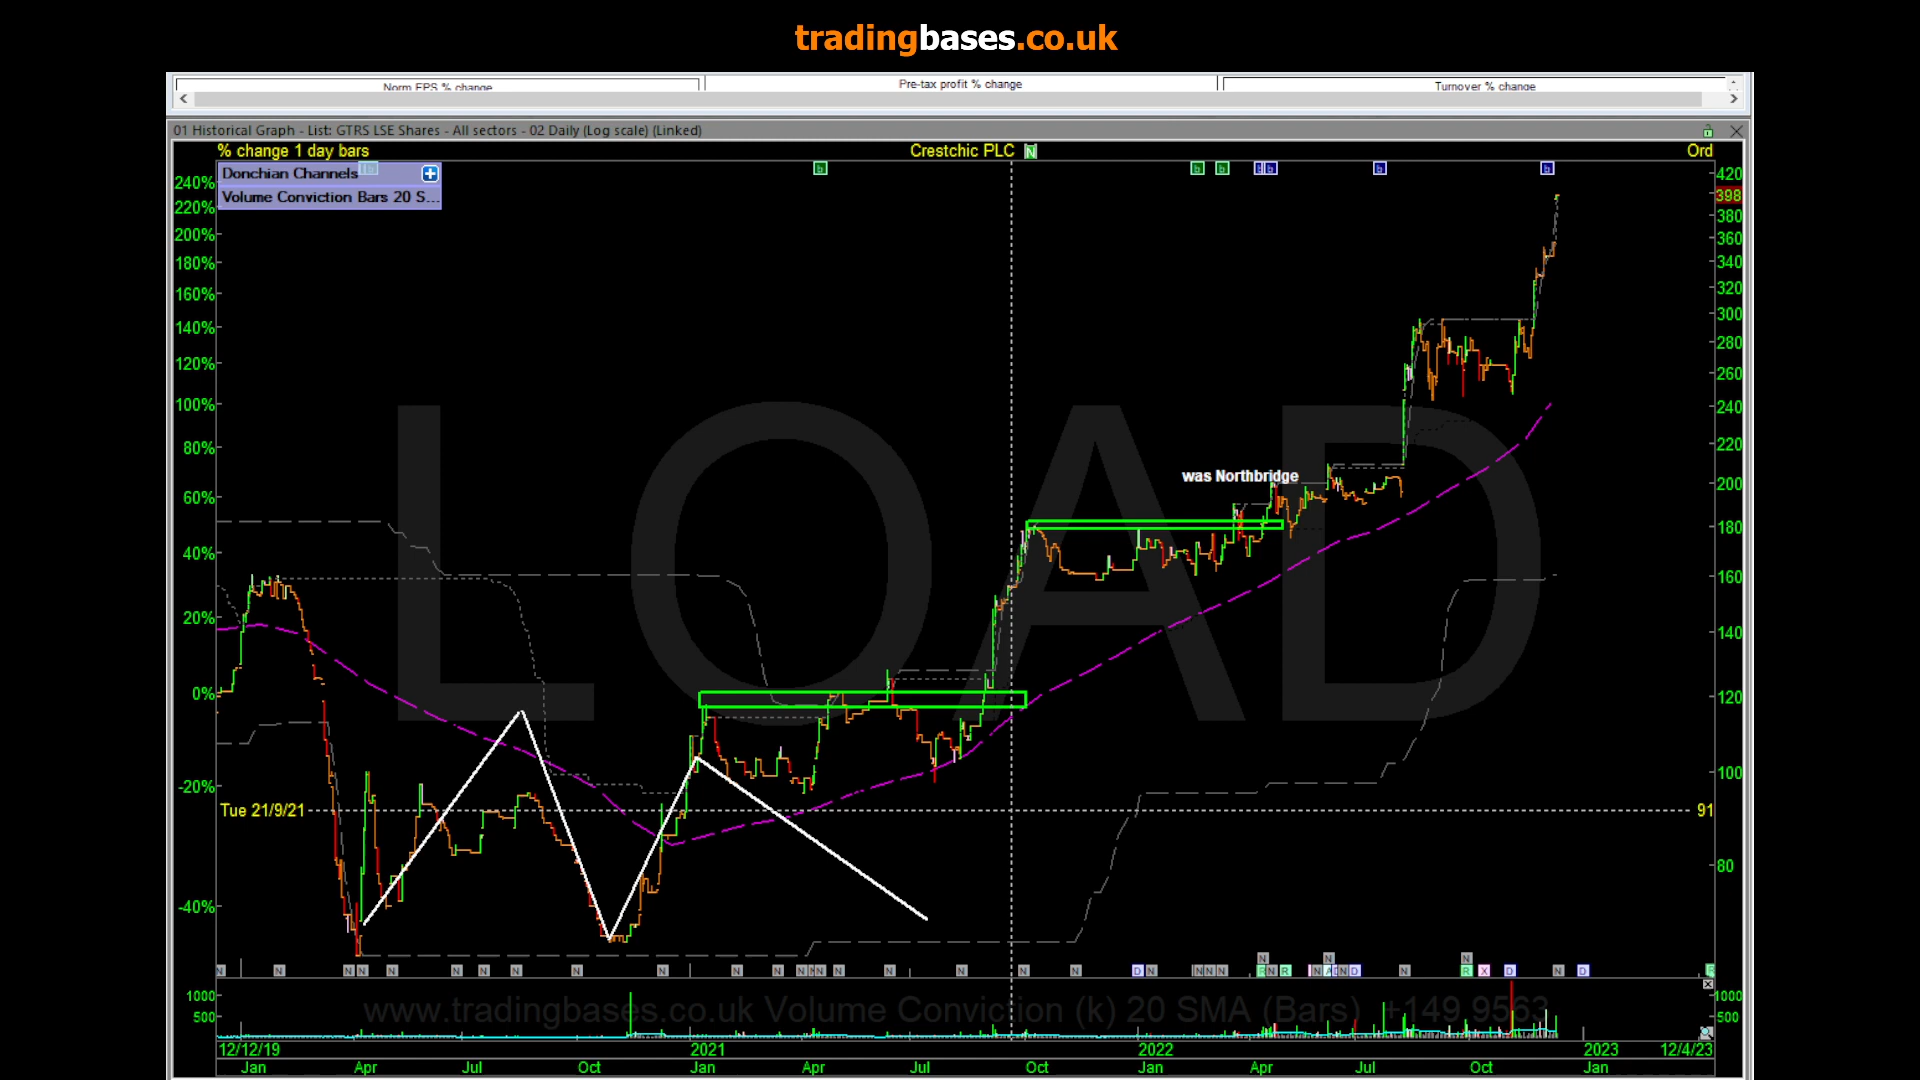 tradingbases.co.uk
Norm EPS % change
Pre-tax profit % change
Turnover % change
01 Historical Graph - List: GTRS LSE Shares - All sectors - 02 Daily (Log scale) (Linked)
% change 1 day bars
Crestchic PLC N
Ord
Donchian Channels
Volume Conviction Bars 20 S...
240%
220%
200%
180%
160%
140%
120%
100%
80%
60%
40%
20%
0%
-20%
-40%
420
398
380
360
340
320
300
280
260
240
220
200
180
160
140
120
100
91
80
LOAD
was Northbridge
Tue 21/9/21
www.tradingbases.co.uk Volume Conviction (k) 20 SMA (Bars) +149.9563
1000
500
1000
500
12/12/19 2021 2022 2023 12/4/23
Jan Apr Jul Oct Jan Apr Jul Oct Jan Apr Jul Oct Jan